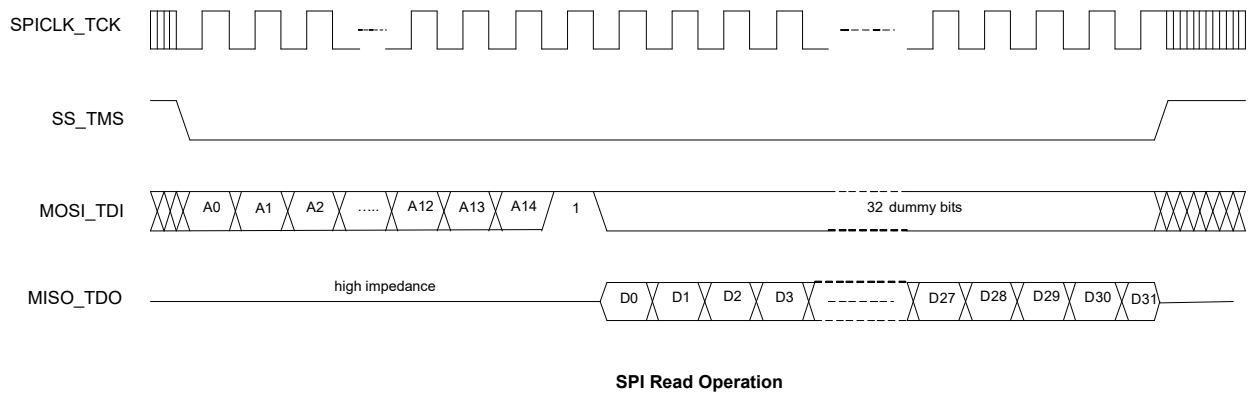 SPICLK_TCK
SS_TMS
MOSI_TDI A0 A1 A2 ..... A12 A13 A14 1 32 dummy bits
MISO_TDO high impedance D0 D1 D2 D3 D27 D28 D29 D30 D31
SPI Read Operation